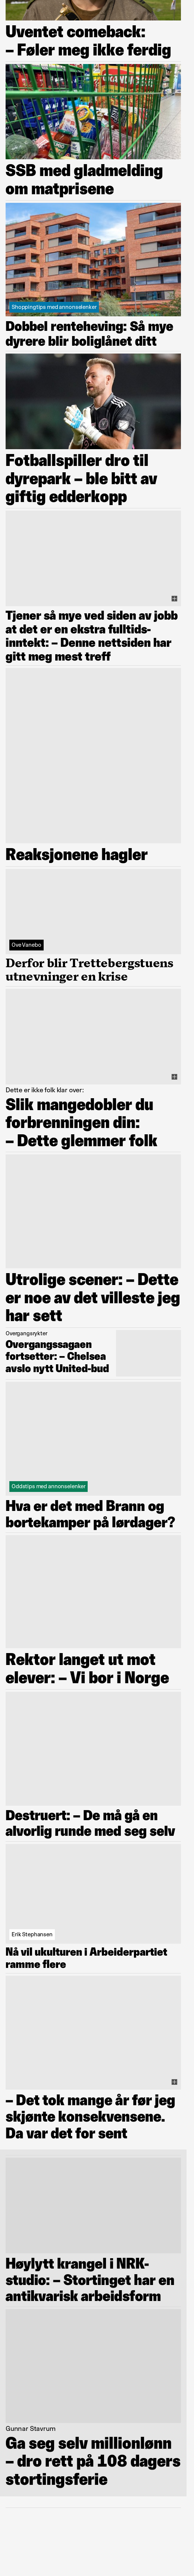 Uventet comeback:
– Føler meg ikke ferdig
SSB med gladmelding
om matprisene
Shoppingtips med annonselenker
Dobbel renteheving: Så mye
dyrere blir boliglånet ditt
Fotballspiller dro til
dyrepark – ble bitt av
giftig edderkopp
Tjener så mye ved siden av jobb
at det er en ekstra fulltids-
inntekt: – Denne nettsiden har
gitt meg mest treff
Reaksjonene hagler
Ove Vanebo
Derfor blir Trettebergstuens
utnevninger en krise
Dette er ikke folk klar over:
Slik mangedobler du
forbrenningen din:
– Dette glemmer folk
Utrolige scener: – Dette
er noe av det villeste jeg
har sett
Overgangsrykter
Overgangssagaen
fortsetter: – Chelsea
avslo nytt United-bud
Oddstips med annonselenker
Hva er det med Brann og
bortekamper på lørdager?
Rektor langet ut mot
elever: – Vi bor i Norge
Destruert: – De må gå en
alvorlig runde med seg selv
Erik Stephansen
Nå vil ukulturen i Arbeiderpartiet
ramme flere
– Det tok mange år før jeg
skjønte konsekvensene.
Da var det for sent
Høylytt krangel i NRK-
studio: – Stortinget har en
antikvarisk arbeidsform
Gunnar Stavrum
Ga seg selv millionlønn
– dro rett på 108 dagers
stortingsferie